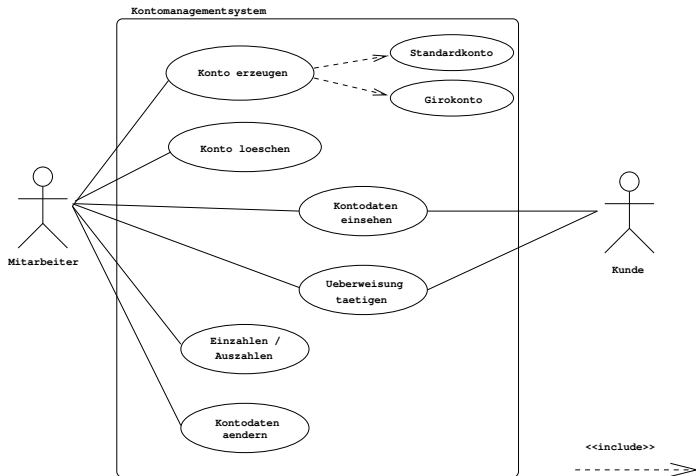 Kontomanagementsystem
Standardkonto
Konto erzeugen
Girokonto
Konto loeschen
Kontodaten
einsehen
Mitarbeiter
Kunde
Ueberweisung
taetigen
Einzahlen /
Auszahlen
Kontodaten
aendern
<<include>>